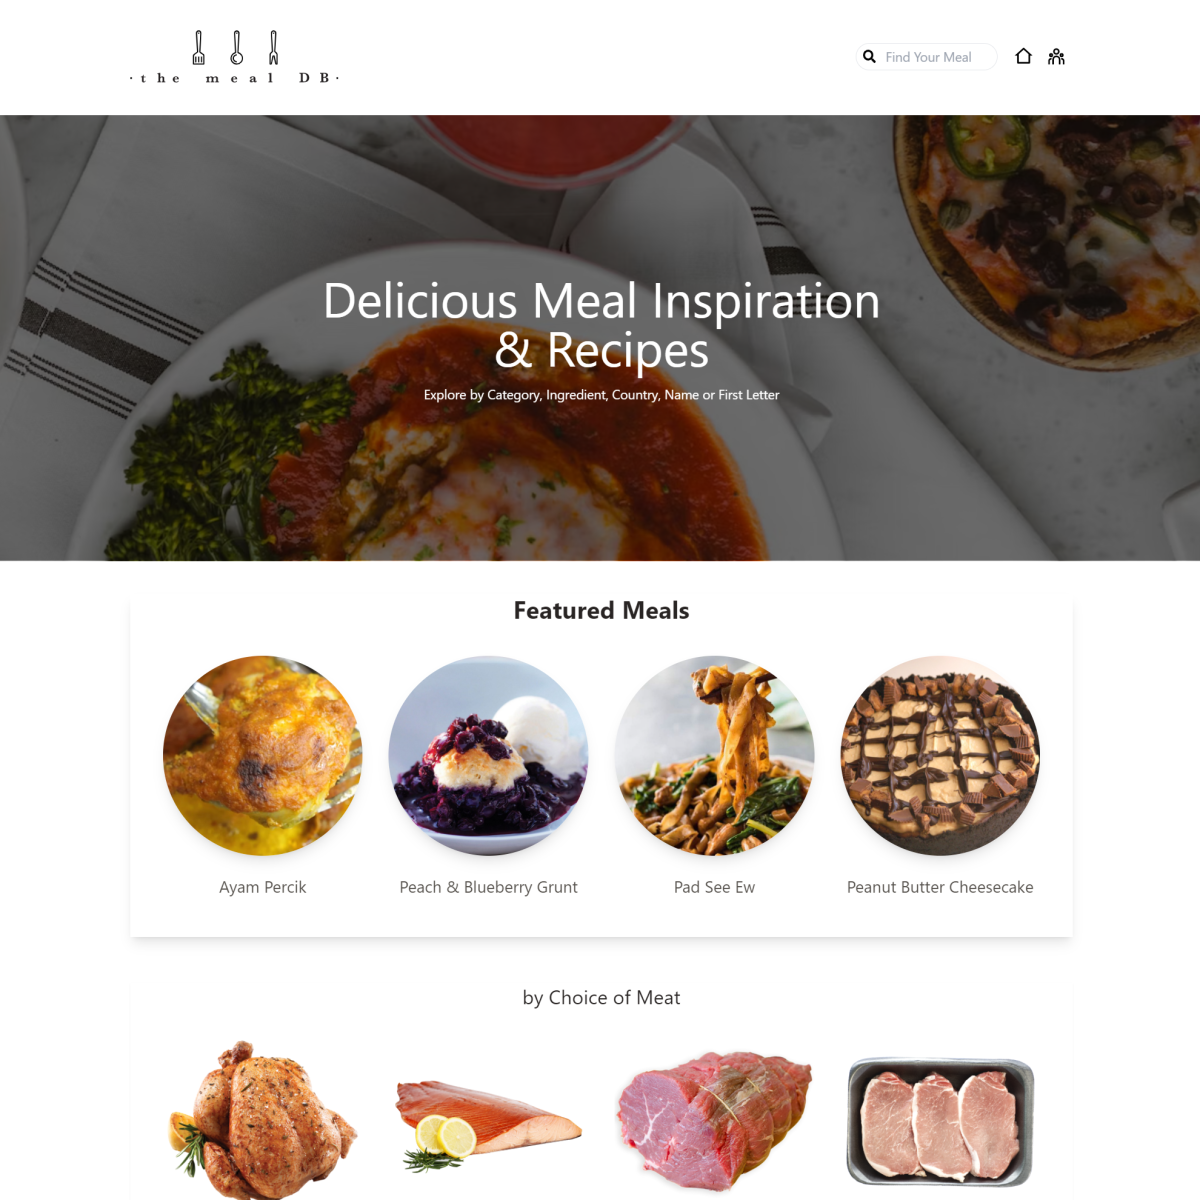 ·the meal DB·
Find Your Meal
Delicious Meal Inspiration
& Recipes
Explore by Category, Ingredient, Country, Name or First Letter
Featured Meals
Ayam Percik
Peach & Blueberry Grunt
Pad See Ew
Peanut Butter Cheesecake
by Choice of Meat